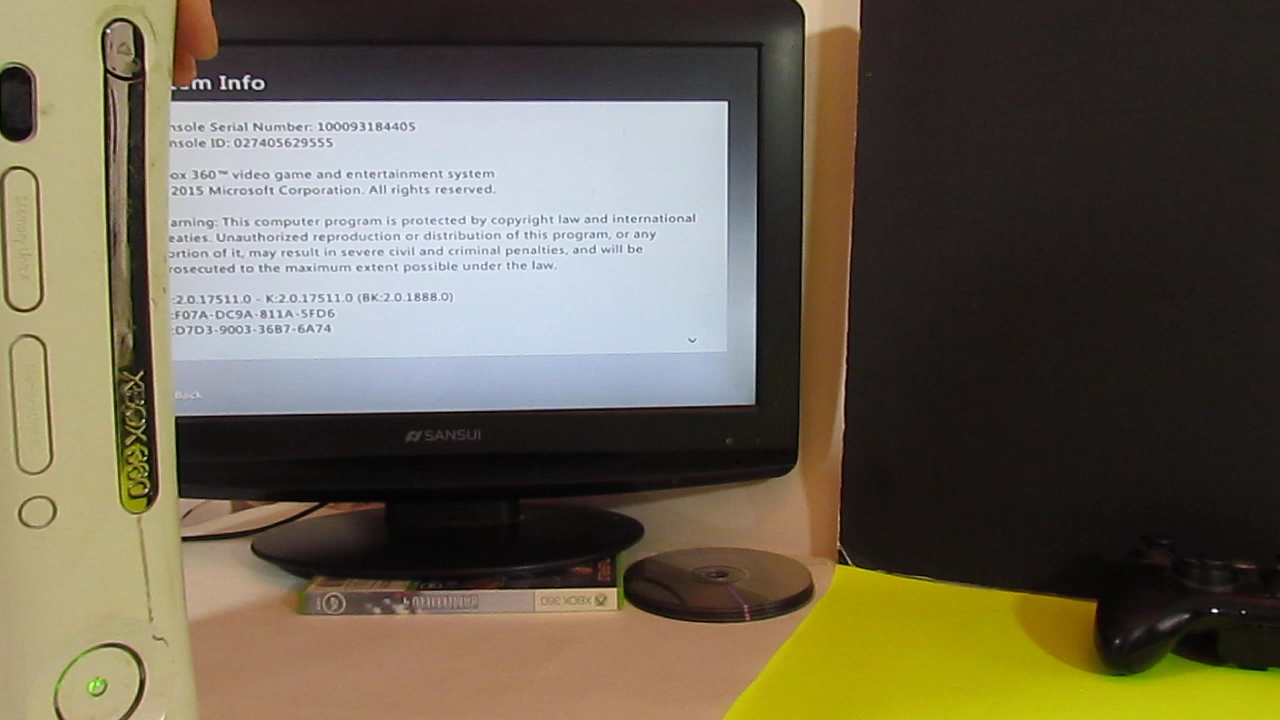 em Info
nsole Serial Number: 100093184405
nsole ID: 027405629555
ox 360™ video game and entertainment system
2015 Microsoft Corporation. All rights reserved.
arning: This computer program is protected by copyright law and international
eaties. Unauthorized reproduction or distribution of this program, or any
ortion of it, may result in severe civil and criminal penalties, and will be
rosecuted to the maximum extent possible under the law.
:2.0.17511.0 - K:2.0.17511.0 (BK:2.0.1888.0)
:F07A-DC9A-811A-5FD6
:D7D3-9003-36B7-6A74
Back
SANSUI
XBOX 360
XBOX 360